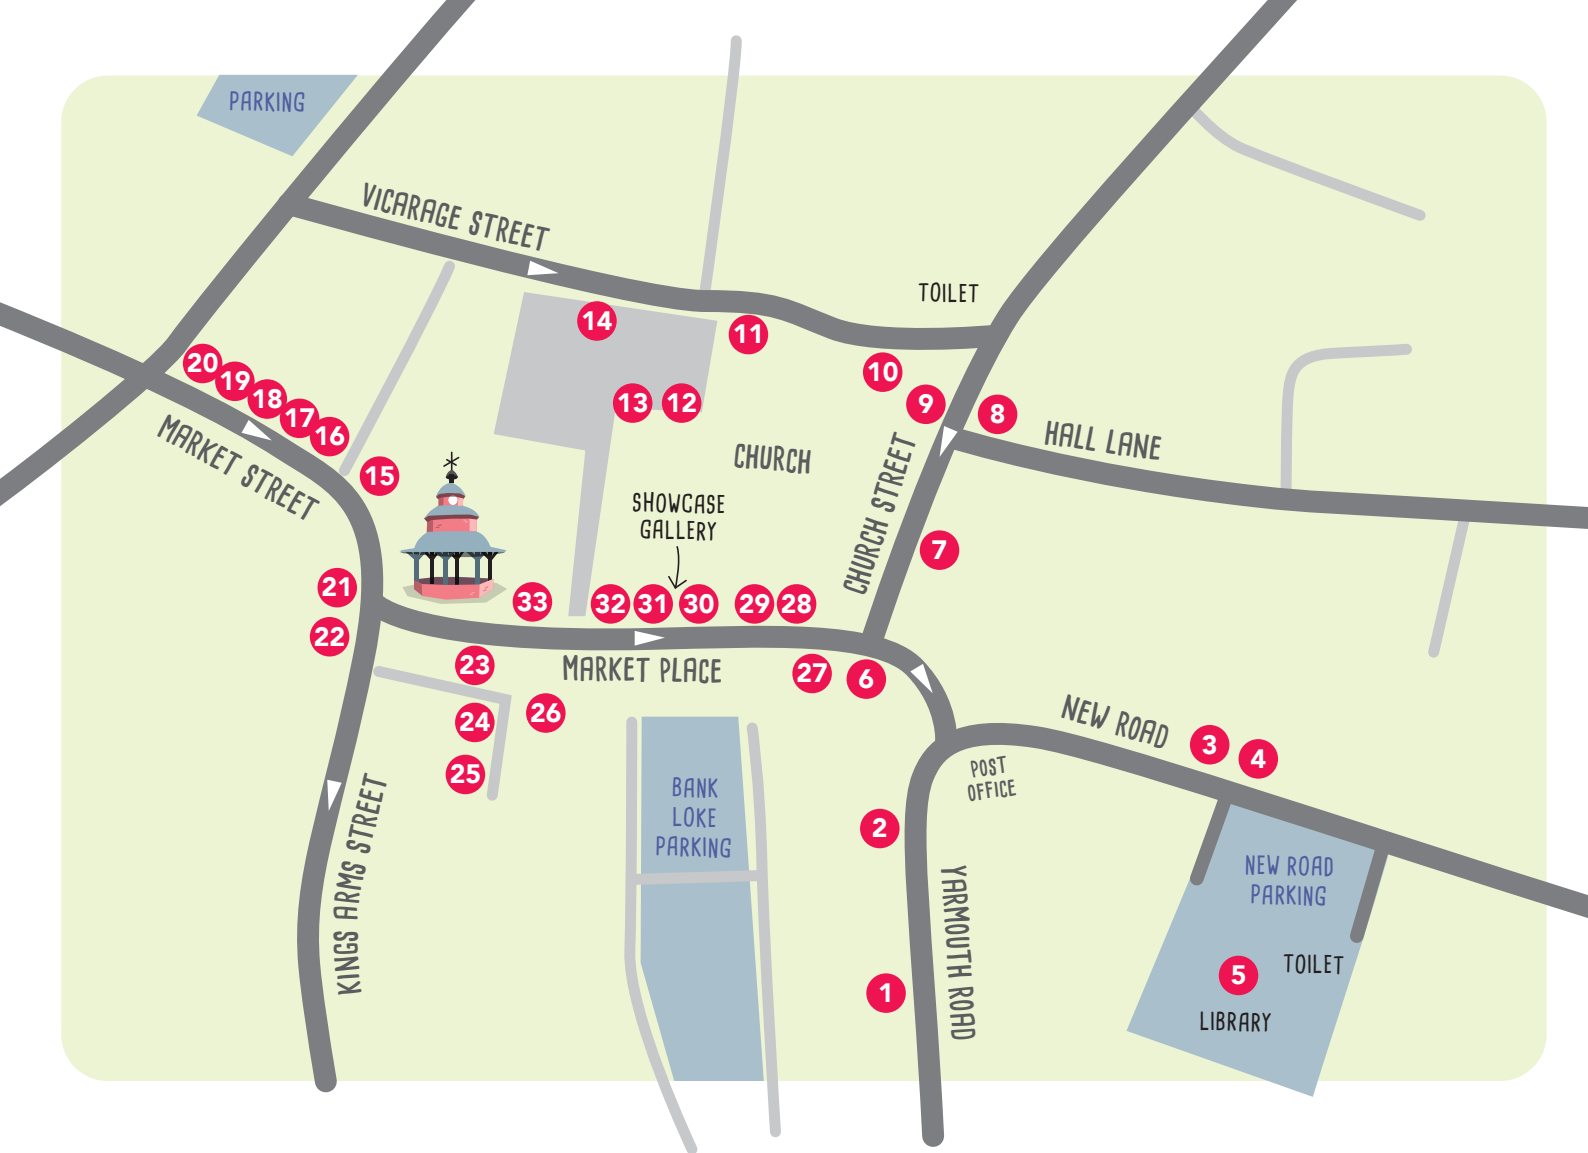 PARKING
VICARAGE STREET
TOILET
14
11
20
19
18
17
16
15
10
9
8
13
12
MARKET STREET
CHURCH
HALL LANE
CHURCH STREET
SHOWCASE
GALLERY
7
21
22
33
32
31
30
29
28
23
MARKET PLACE
27
6
24
26
25
NEW ROAD
3
4
POST
OFFICE
BANK
LOKE
PARKING
2
KINGS ARMS STREET
YARMOUTH ROAD
NEW ROAD
PARKING
1
5
TOILET
LIBRARY